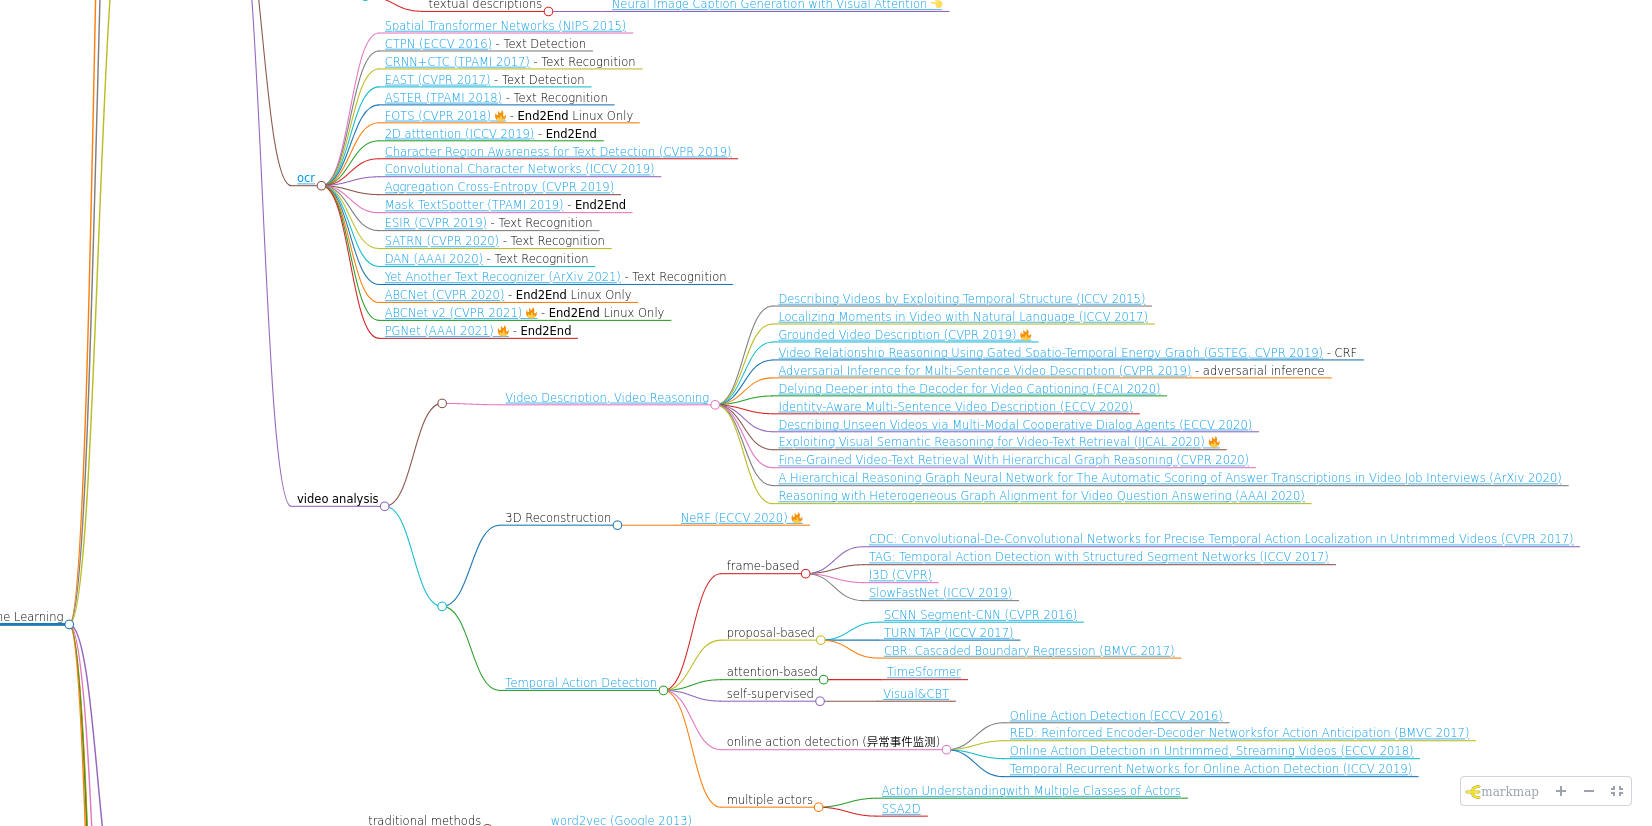 textual descriptions
Neural Image Caption Generation with Visual Attention
Spatial Transformer Networks (NIPS 2015)
CTPN (ECCV 2016) - Text Detection
CRNN+CTC (TPAMI 2017) - Text Recognition
EAST (CVPR 2017) - Text Detection
ASTER (TPAMI 2018) - Text Recognition
FOTS (CVPR 2018) 🔥 - End2End Linux Only
2D atttention (ICCV 2019) - End2End
Character Region Awareness for Text Detection (CVPR 2019)
Convolutional Character Networks (ICCV 2019)
ocr
Aggregation Cross-Entropy (CVPR 2019)
Mask TextSpotter (TPAMI 2019) - End2End
ESIR (CVPR 2019) - Text Recognition
SATRN (CVPR 2020) - Text Recognition
DAN (AAAI 2020) - Text Recognition
Yet Another Text Recognizer (ArXiv 2021) - Text Recognition
ABCNet (CVPR 2020) - End2End Linux Only
ABCNet v2 (CVPR 2021) 🔥 - End2End Linux Only
PGNet (AAAI 2021) 🔥 - End2End
Describing Videos by Exploiting Temporal Structure (ICCV 2015)
Localizing Moments in Video with Natural Language (ICCV 2017)
Grounded Video Description (CVPR 2019) 🔥
Video Relationship Reasoning Using Gated Spatio-Temporal Energy Graph (GSTEG, CVPR 2019) - CRF
Adversarial Inference for Multi-Sentence Video Description (CVPR 2019) - adversarial inference
Delving Deeper into the Decoder for Video Captioning (ECAI 2020)
Video Description, Video Reasoning
Identity-Aware Multi-Sentence Video Description (ECCV 2020)
Describing Unseen Videos via Multi-Modal Cooperative Dialog Agents (ECCV 2020)
Exploiting Visual Semantic Reasoning for Video-Text Retrieval (IJCAL 2020) 🔥
Fine-Grained Video-Text Retrieval With Hierarchical Graph Reasoning (CVPR 2020)
A Hierarchical Reasoning Graph Neural Network for The Automatic Scoring of Answer Transcriptions in Video Job Interviews (ArXiv 2020)
Reasoning with Heterogeneous Graph Alignment for Video Question Answering (AAAI 2020)
video analysis
3D Reconstruction
NeRF (ECCV 2020) 🔥
CDC: Convolutional-De-Convolutional Networks for Precise Temporal Action Localization in Untrimmed Videos (CVPR 2017)
TAG: Temporal Action Detection with Structured Segment Networks (ICCV 2017)
frame-based
I3D (CVPR)
SlowFastNet (ICCV 2019)
ne Learning
SCNN Segment-CNN (CVPR 2016)
proposal-based
TURN TAP (ICCV 2017)
CBR: Cascaded Boundary Regression (BMVC 2017)
attention-based
TimeSformer
Temporal Action Detection
self-supervised
Visual&CBT
Online Action Detection (ECCV 2016)
RED: Reinforced Encoder-Decoder Networksfor Action Anticipation (BMVC 2017)
online action detection (异常事件监测)
Online Action Detection in Untrimmed, Streaming Videos (ECCV 2018)
Temporal Recurrent Networks for Online Action Detection (ICCV 2019)
Action Understandingwith Multiple Classes of Actors
multiple actors
SSA2D
markmap
traditional methods
word2vec (Google 2013)